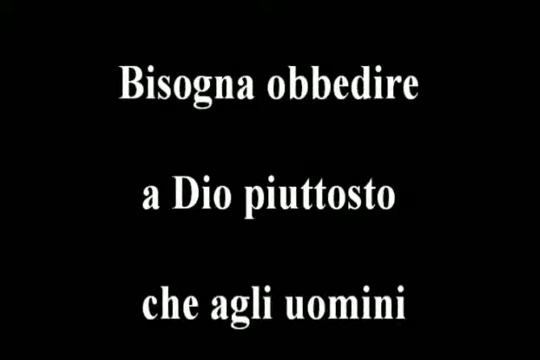 Bisogna obbedire
a Dio piuttosto
che agli uomini